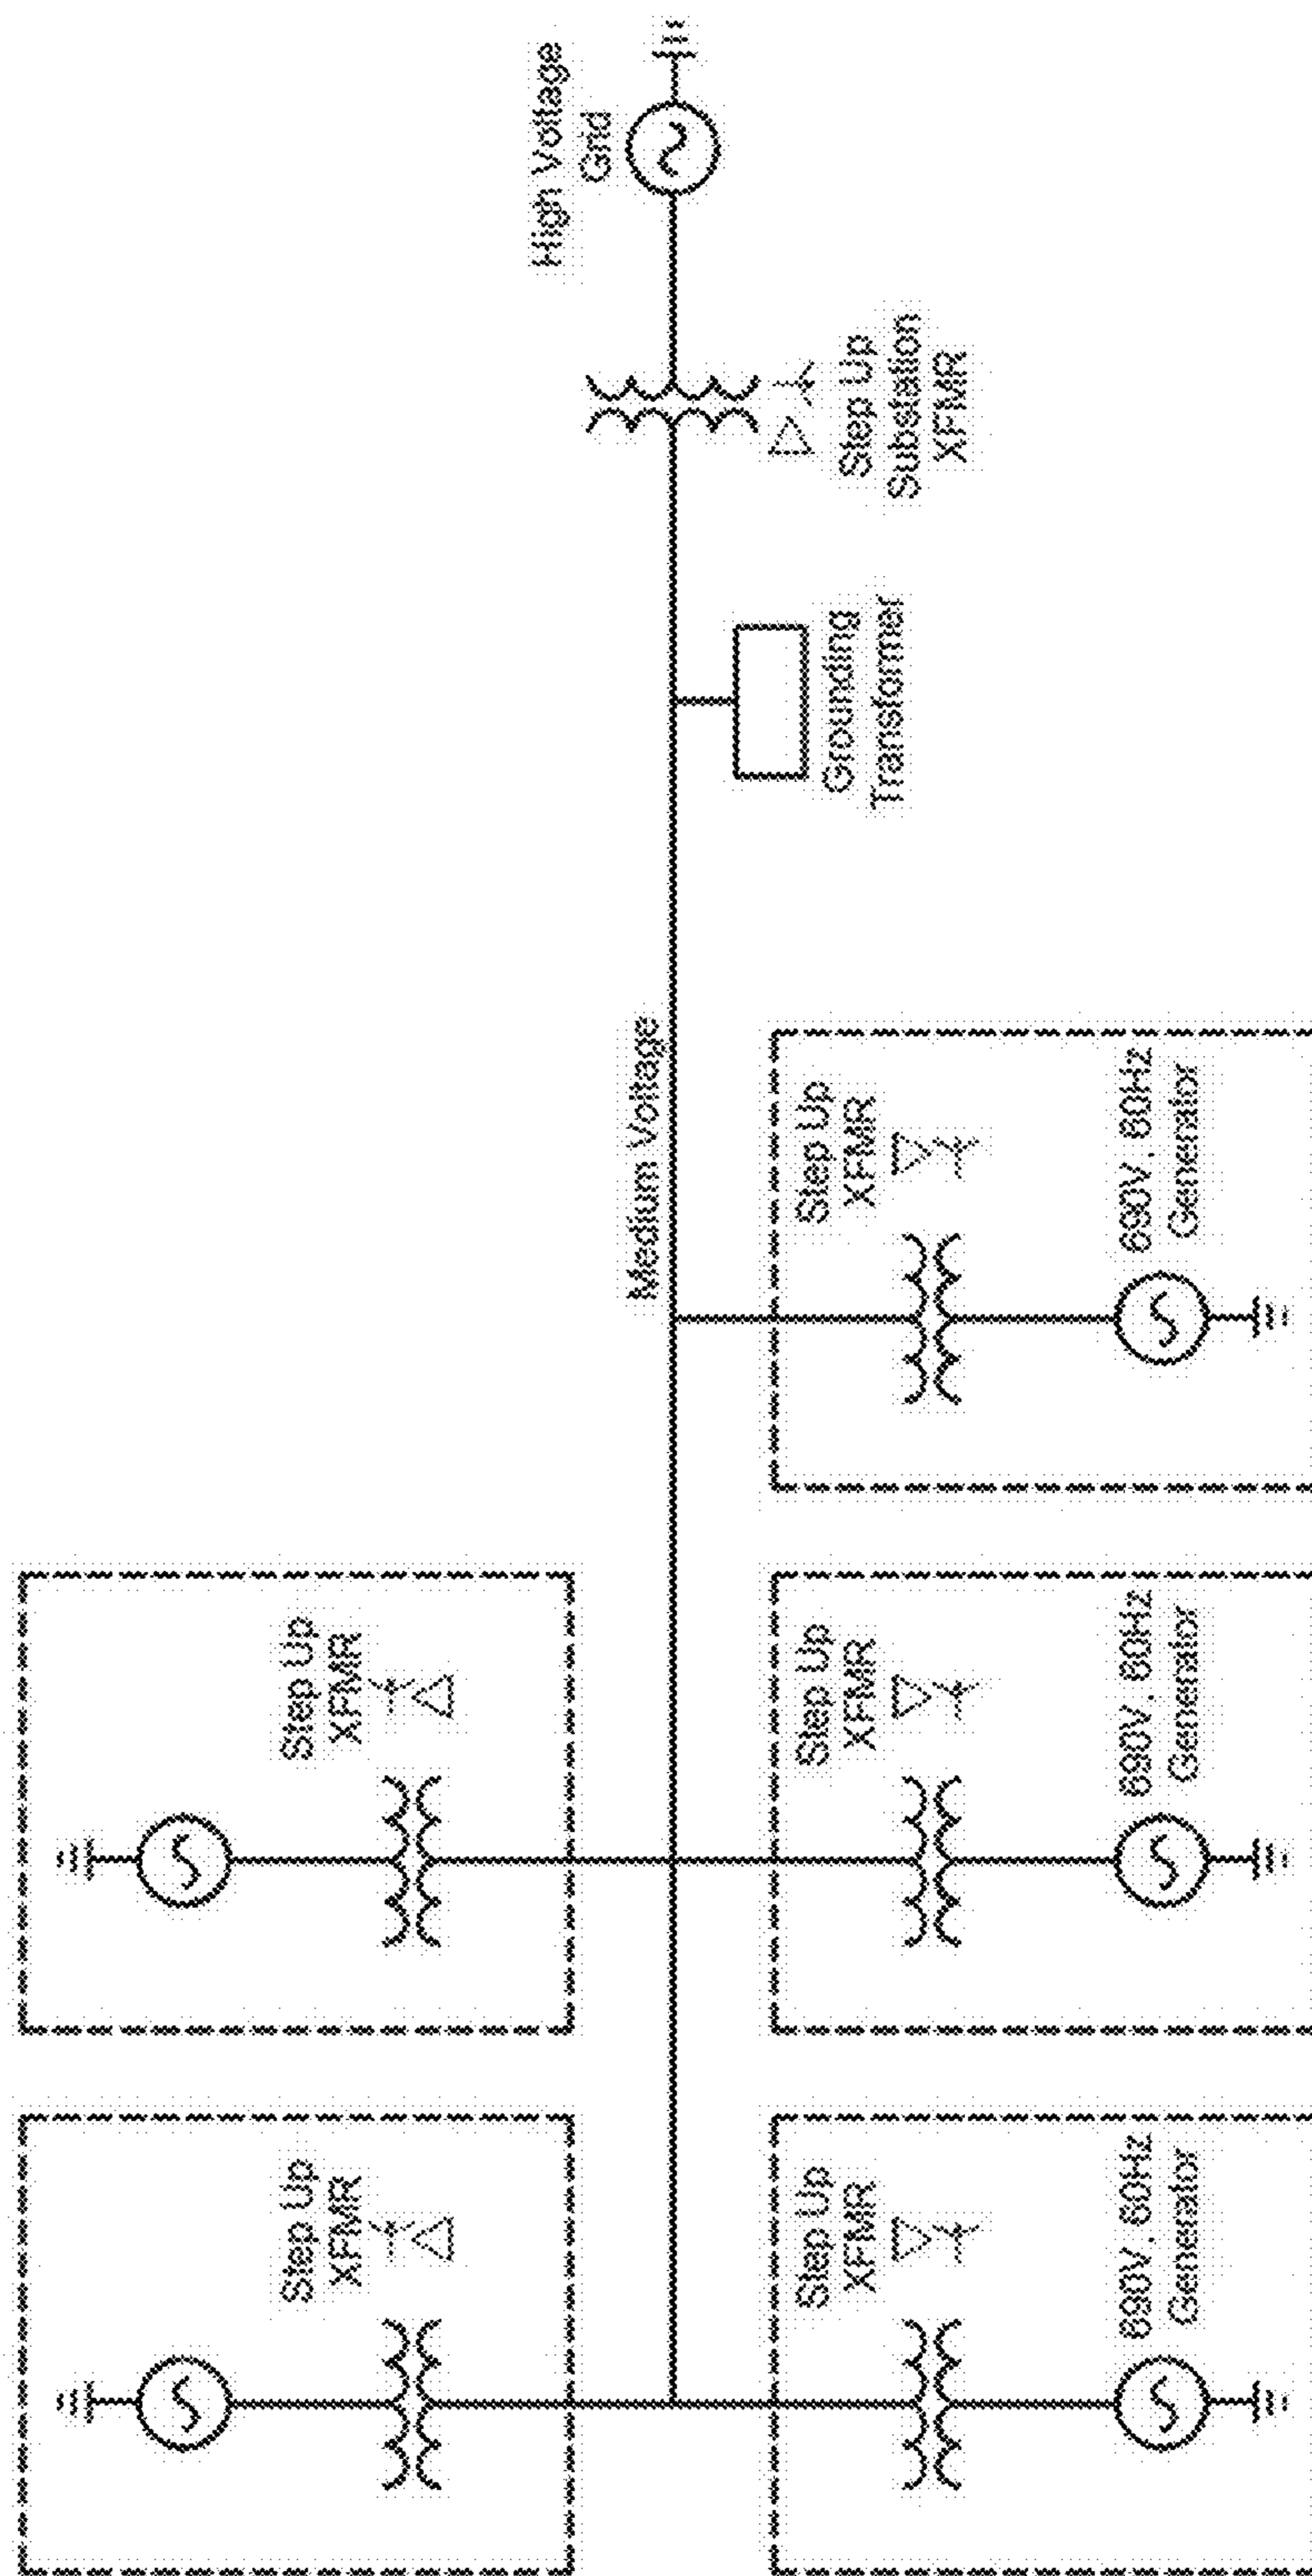 Step Up
XFMR
Step Up
XFMR
High Voltage
Grid
Medium Voltage
Step Up
XFMR
Step Up
XFMR
Step Up
XFMR
Grounding
Transformer
Step Up
Substation
XFMR
690V, 60Hz
Generator
690V, 60Hz
Generator
690V, 60Hz
Generator